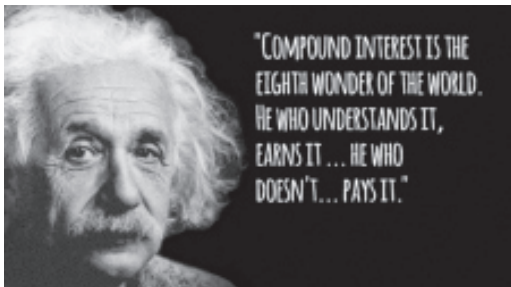 "COMPOUND INTEREST IS THE
EIGHTH WONDER OF THE WORLD.
HE WHO UNDERSTANDS IT,
EARNS IT ... HE WHO
DOESN'T... PAYS IT."